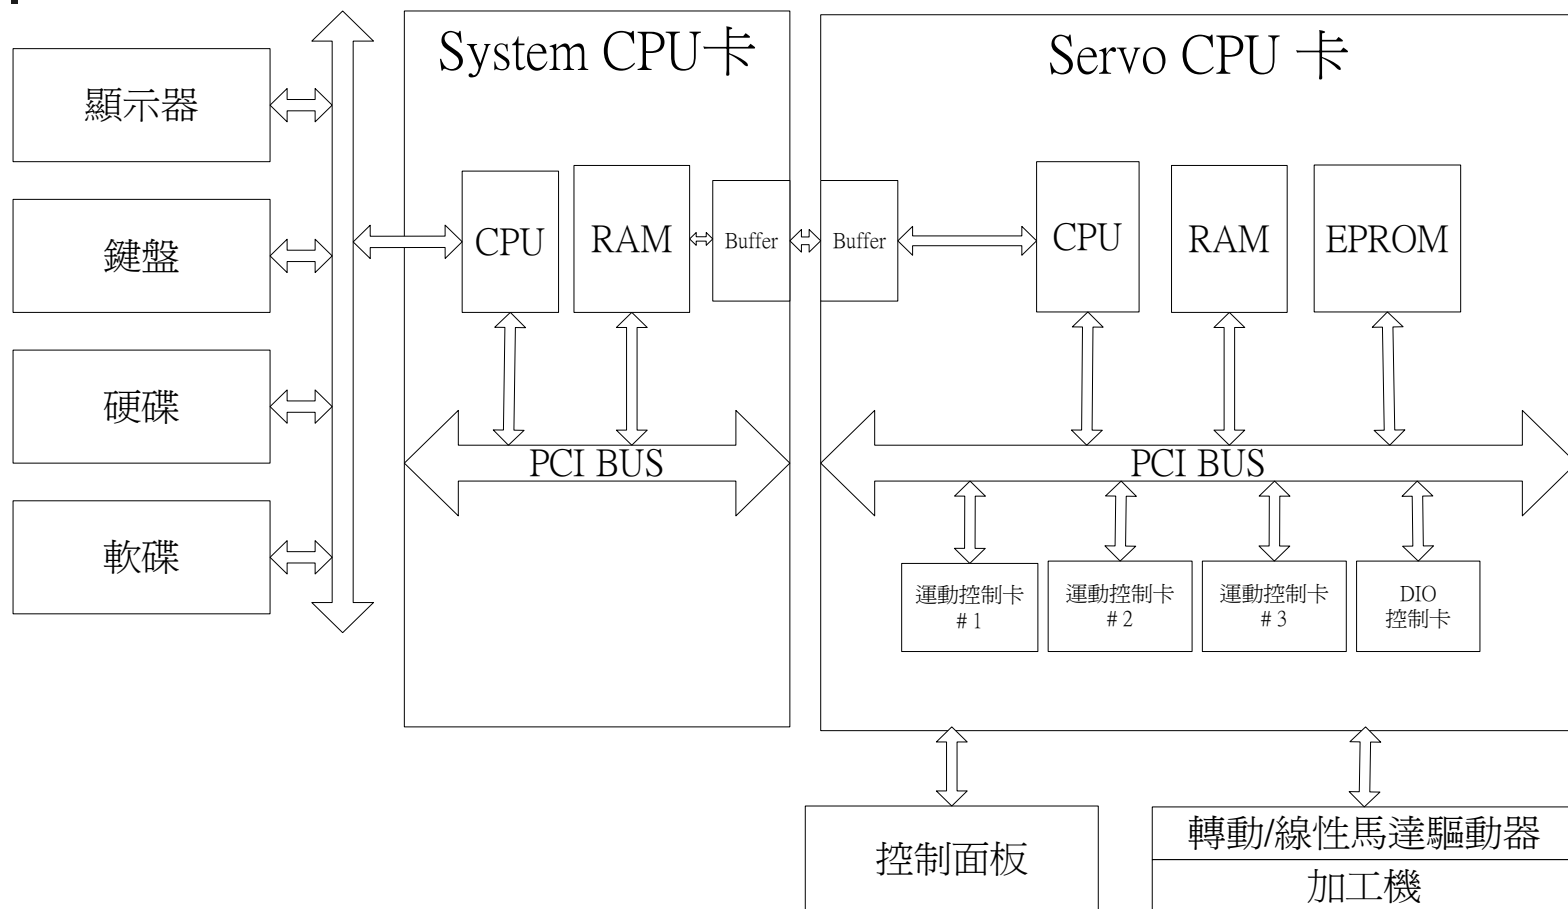 System CPU卡
Servo CPU 卡
顯示器
鍵盤
硬碟
軟碟
CPU
RAM
Buffer
Buffer
CPU
RAM
EPROM
PCI BUS
PCI BUS
運動控制卡
#1
運動控制卡
#2
運動控制卡
#3
DIO
控制卡
控制面板
轉動/線性馬達驅動器
加工機